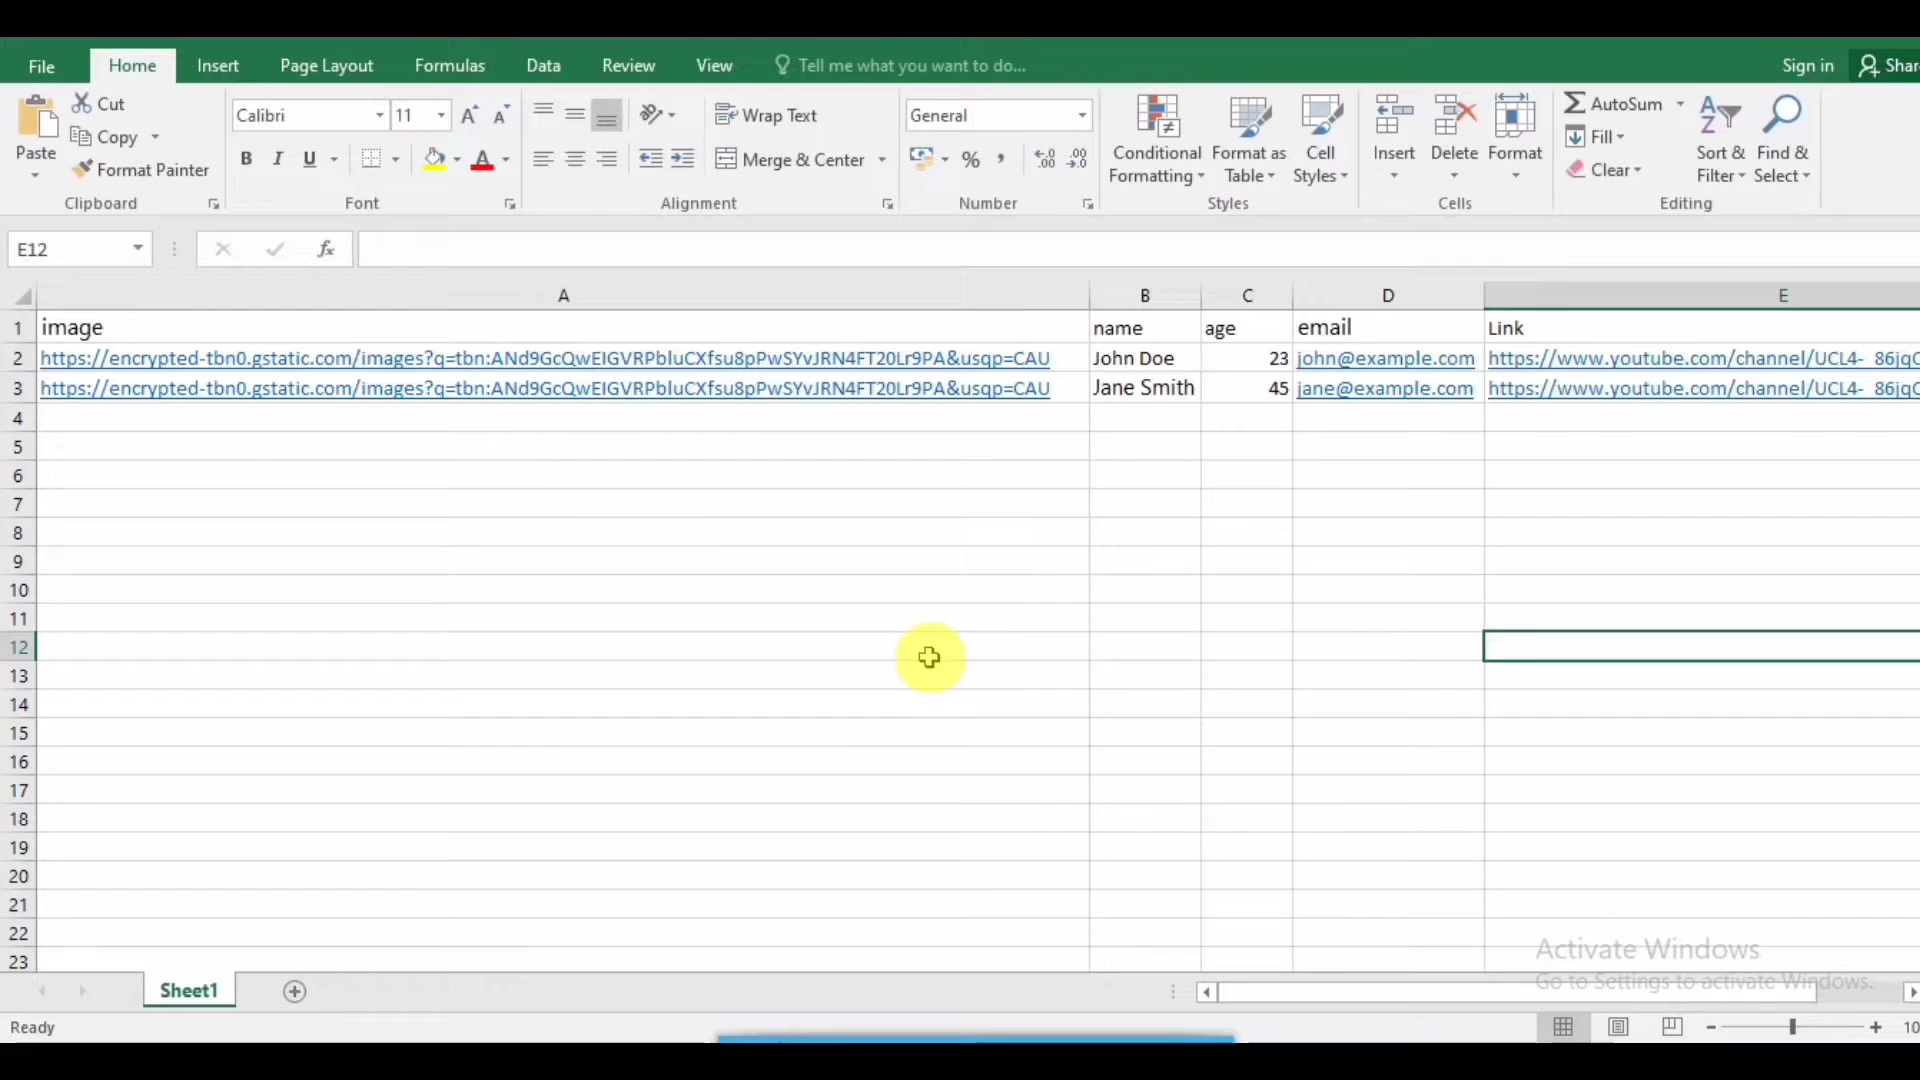 File Home Insert Page Layout Formulas Data Review View Tell me what you want to do... Sign in
Cut
Copy
Format Painter
Paste
Clipboard
Calibri 11
B I U
Font
Wrap Text
Merge & Center
Alignment
General
%
Number
Conditional Formatting
Format as Table
Cell Styles
Styles
Insert Delete Format
Cells
AutoSum
Fill
Clear
Sort & Filter
Find & Select
Editing
E12 fx
A B C D E
1 image name age email Link
2 https://encrypted-tbn0.gstatic.com/images?q=tbn:ANd9GcQwEIGVRPbluCXfsu8pPwSYvJRN4FT20Lr9PA&usqp=CAU John Doe 23 john@example.com
3 https://encrypted-tbn0.gstatic.com/images?q=tbn:ANd9GcQwEIGVRPbluCXfsu8pPwSYvJRN4FT20Lr9PA&usqp=CAU Jane Smith 45 jane@example.com
4
5
6
7
8
9
10
11
12
13
14
15
16
17
18
19
20
21
22
23
Activate Windows
Go to Settings to activate Windows.
Sheet1
Ready